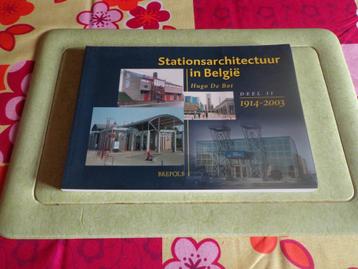 Stationsarchitectuur
in België
Hugo De Bot
DEEL II
1914-2003
BREPOLS